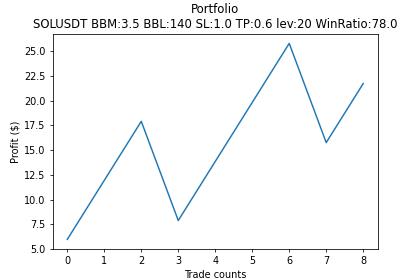 Portfolio
SOLUSDT BBM:3.5 BBL:140 SL:1.0 TP:0.6 lev:20 WinRatio:78.0
Profit ($)
25.0
22.5
20.0
17.5
15.0
12.5
10.0
7.5
5.0
0 1 2 3 4 5 6 7 8
Trade counts